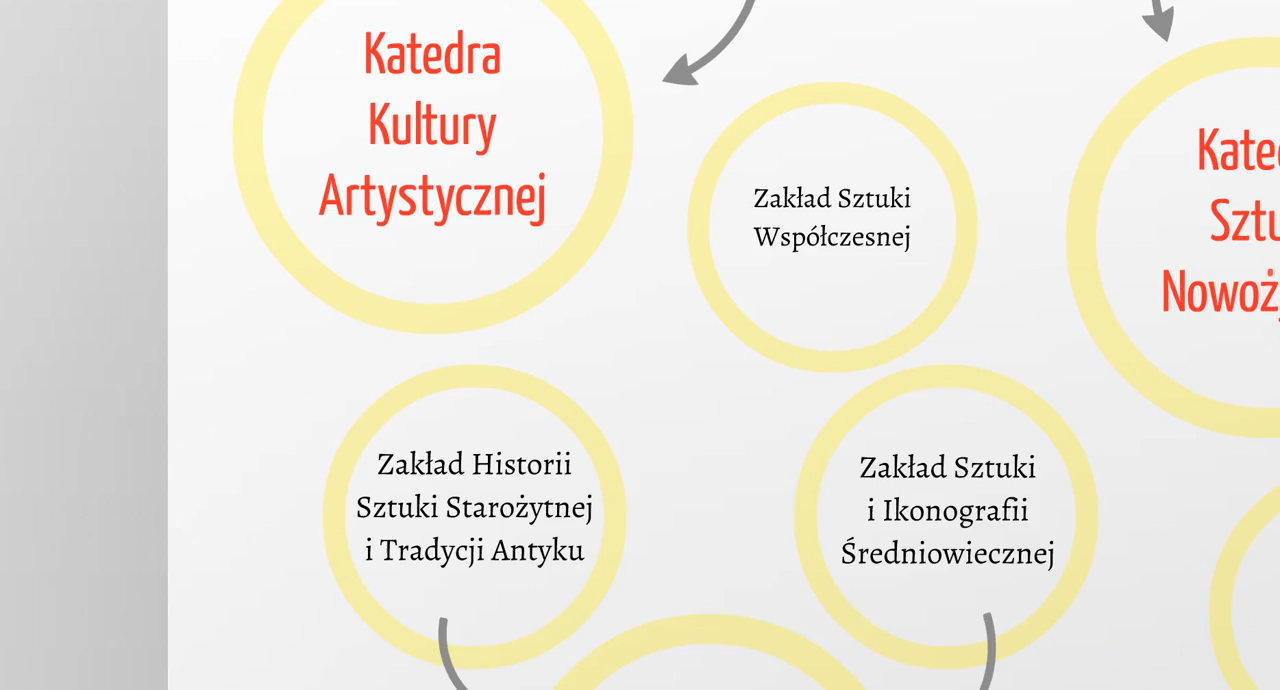 Katedra
Kultury
Artystycznej
Zakład Sztuki
Współczesnej
Zakład Historii
Sztuki Starożytnej
i Tradycji Antyku
Zakład Sztuki
i Ikonografii
Średniowiecznej